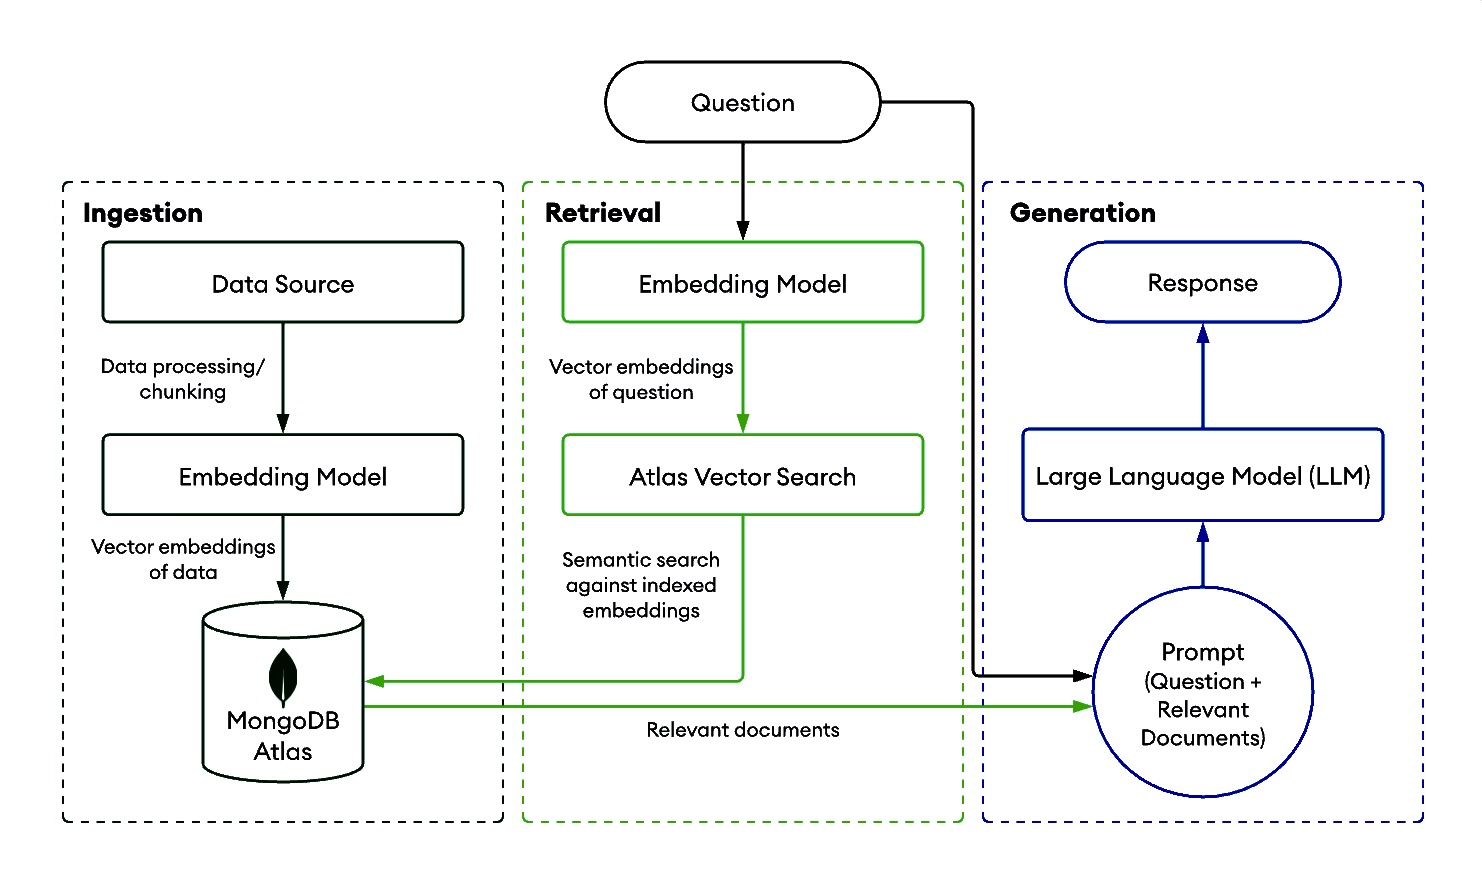 Question
Ingestion
Data Source
Data processing/
chunking
Embedding Model
Vector embeddings
of data
MongoDB
Atlas
Retrieval
Embedding Model
Vector embeddings
of question
Atlas Vector Search
Semantic search
against indexed
embeddings
Relevant documents
Generation
Response
Large Language Model (LLM)
Prompt
(Question +
Relevant
Documents)